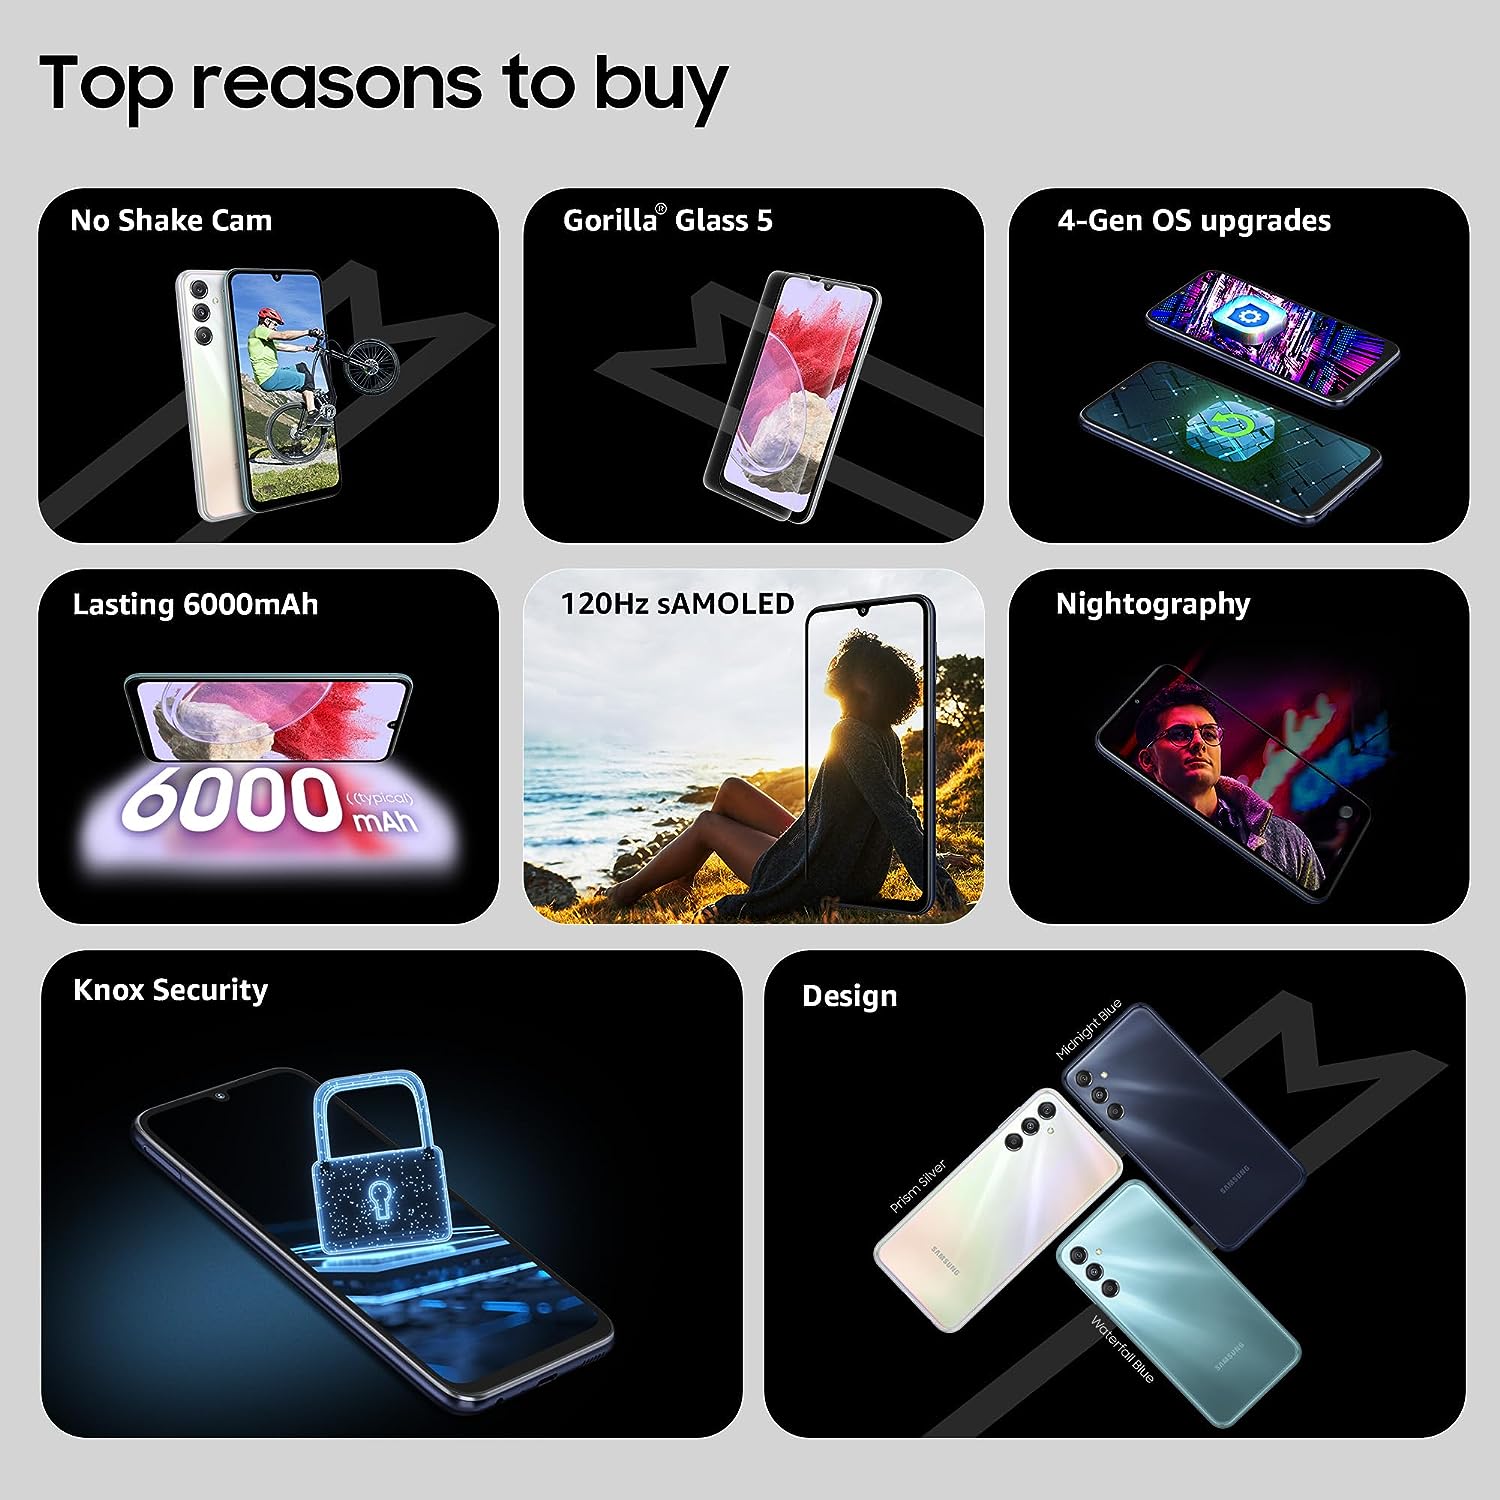 Top reasons to buy
No Shake Cam
Gorilla® Glass 5
4-Gen OS upgrades
Lasting 6000mAh
6000 ((typical)
mAh
120Hz sAMOLED
Nightography
Knox Security
Design
Midnight Blue
SAMSUNG
Prism Silver
SAMSUNG
Waterfall Blue
SAMSUNG